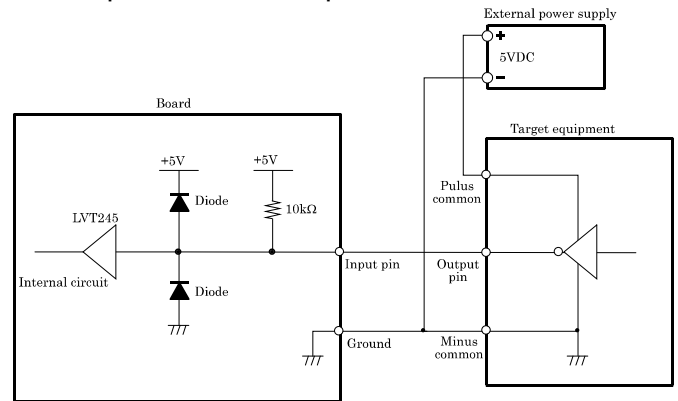 External power supply
+
5VDC
−
Board
Target equipment
+5V
+5V
Pulus
common
Diode
10kΩ
LVT245
Input pin
Output
pin
Internal circuit
Diode
Ground
Minus
common